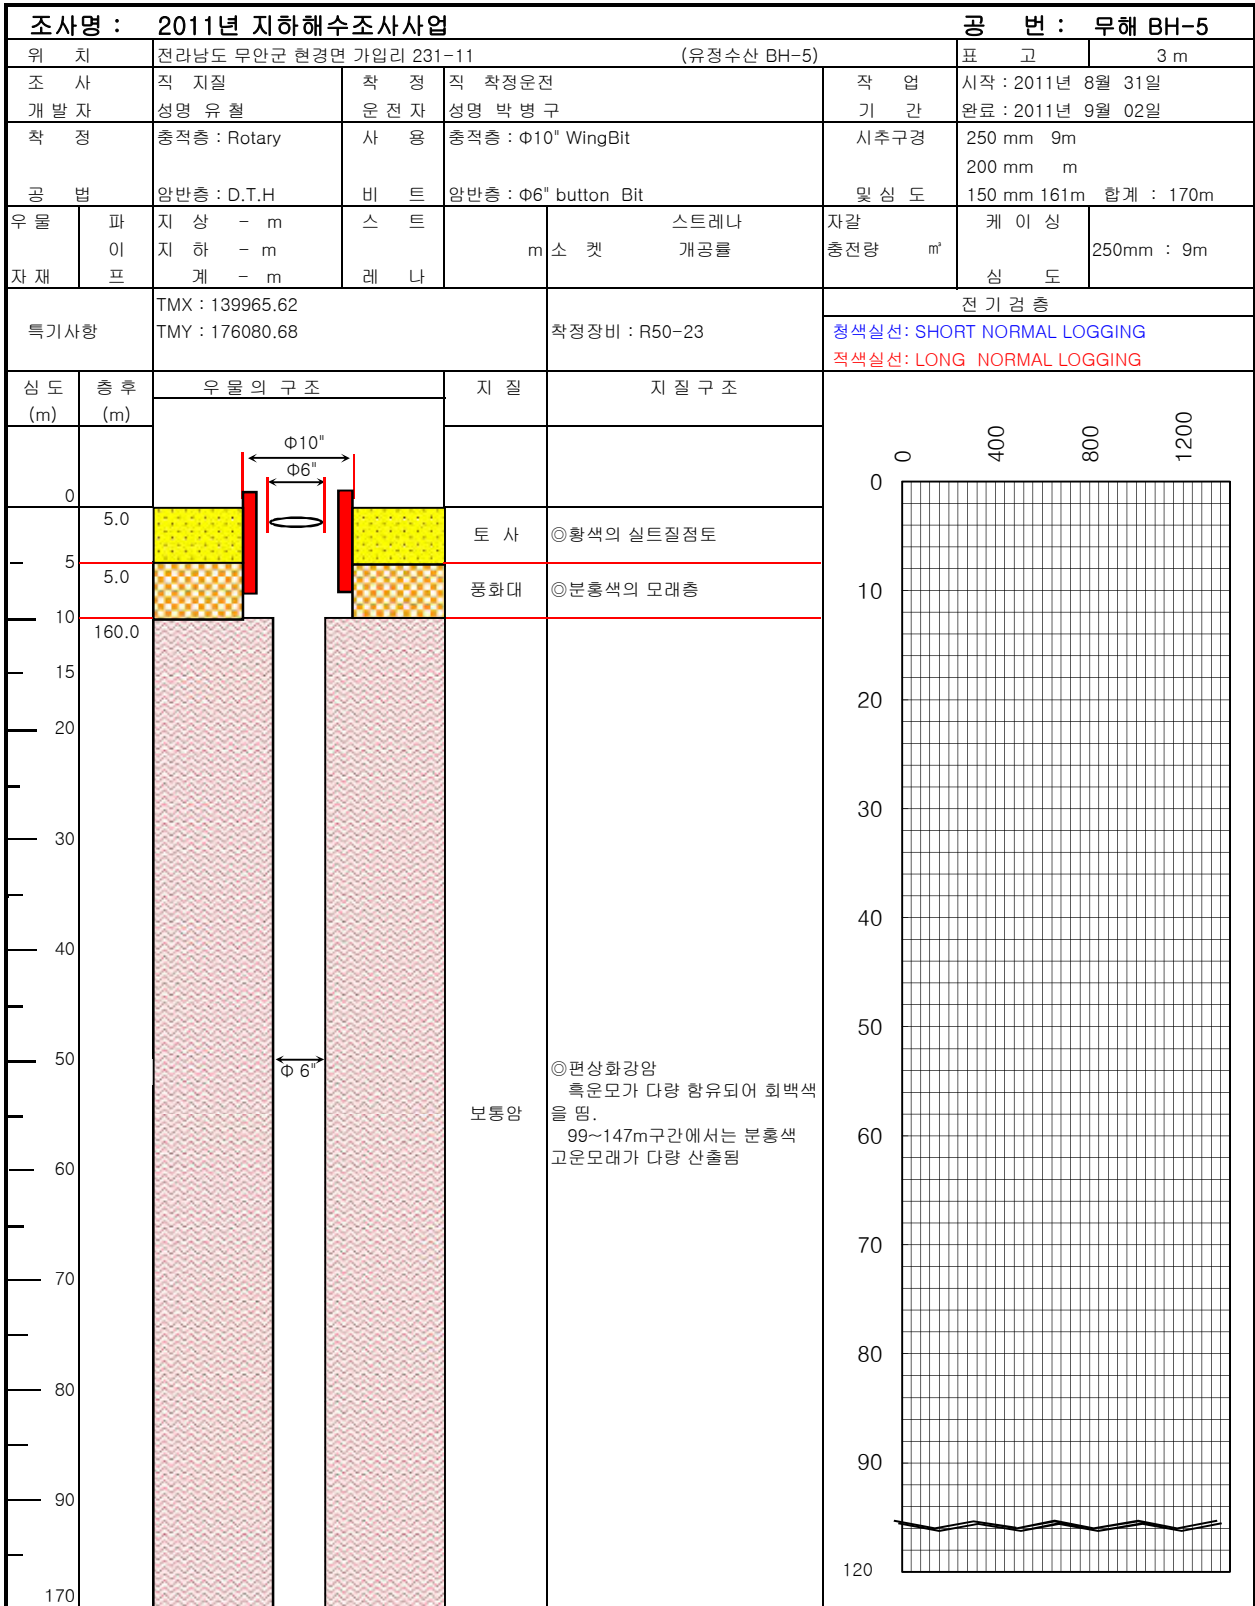 조사명 : 2011년 지하해수조사사업 공 번 : 무해 BH-5
위 치 전라남도 무안군 현경면 가입리 231-11 (유정수산 BH-5) 표 고 3 m
조 사 직 지질 착 정 직 착정운전 작 업 시작 : 2011년 8월 31일
개 발 자 성명 유 철 운 전 자 성명 박 병 구 기 간 완료 : 2011년 9월 02일
착 정 충적층 : Rotary 사 용 충적층 : Φ10" WingBit 시추구경 250 mm 9m
200 mm m
공 법 암반층 : D.T.H 비 트 암반층 : Φ6" button Bit 및 심 도 150 mm 161m 합계 : 170m
우 물 파 지 상 - m 스 트 스트레나 자갈 케 이 싱
이 지 하 - m m 소 켓 개공률 충전량 ㎥ 250mm : 9m
자 재 프 계 - m 레 나 심 도
TMX : 139965.62 전 기 검 층
특기사항 TMY : 176080.68 착정장비 : R50-23 청색실선: SHORT NORMAL LOGGING
적색실선: LONG NORMAL LOGGING
심 도 층 후 우 물 의 구 조 지 질 지 질 구 조
(m) (m)
Φ10"
Φ6"
0 400 800 1200
0
5.0
토 사 ◎황색의 실트질점토
5
5.0
풍화대 ◎분홍색의 모래층
10
160.0
15
20
30
40
50
Φ 6"
◎편상화강암
흑운모가 다량 함유되어 회백색
보통암 을 띰.
99~147m구간에서는 분홍색
고운모래가 다량 산출됨
60
70
80
90
170
0
10
20
30
40
50
60
70
80
90
120